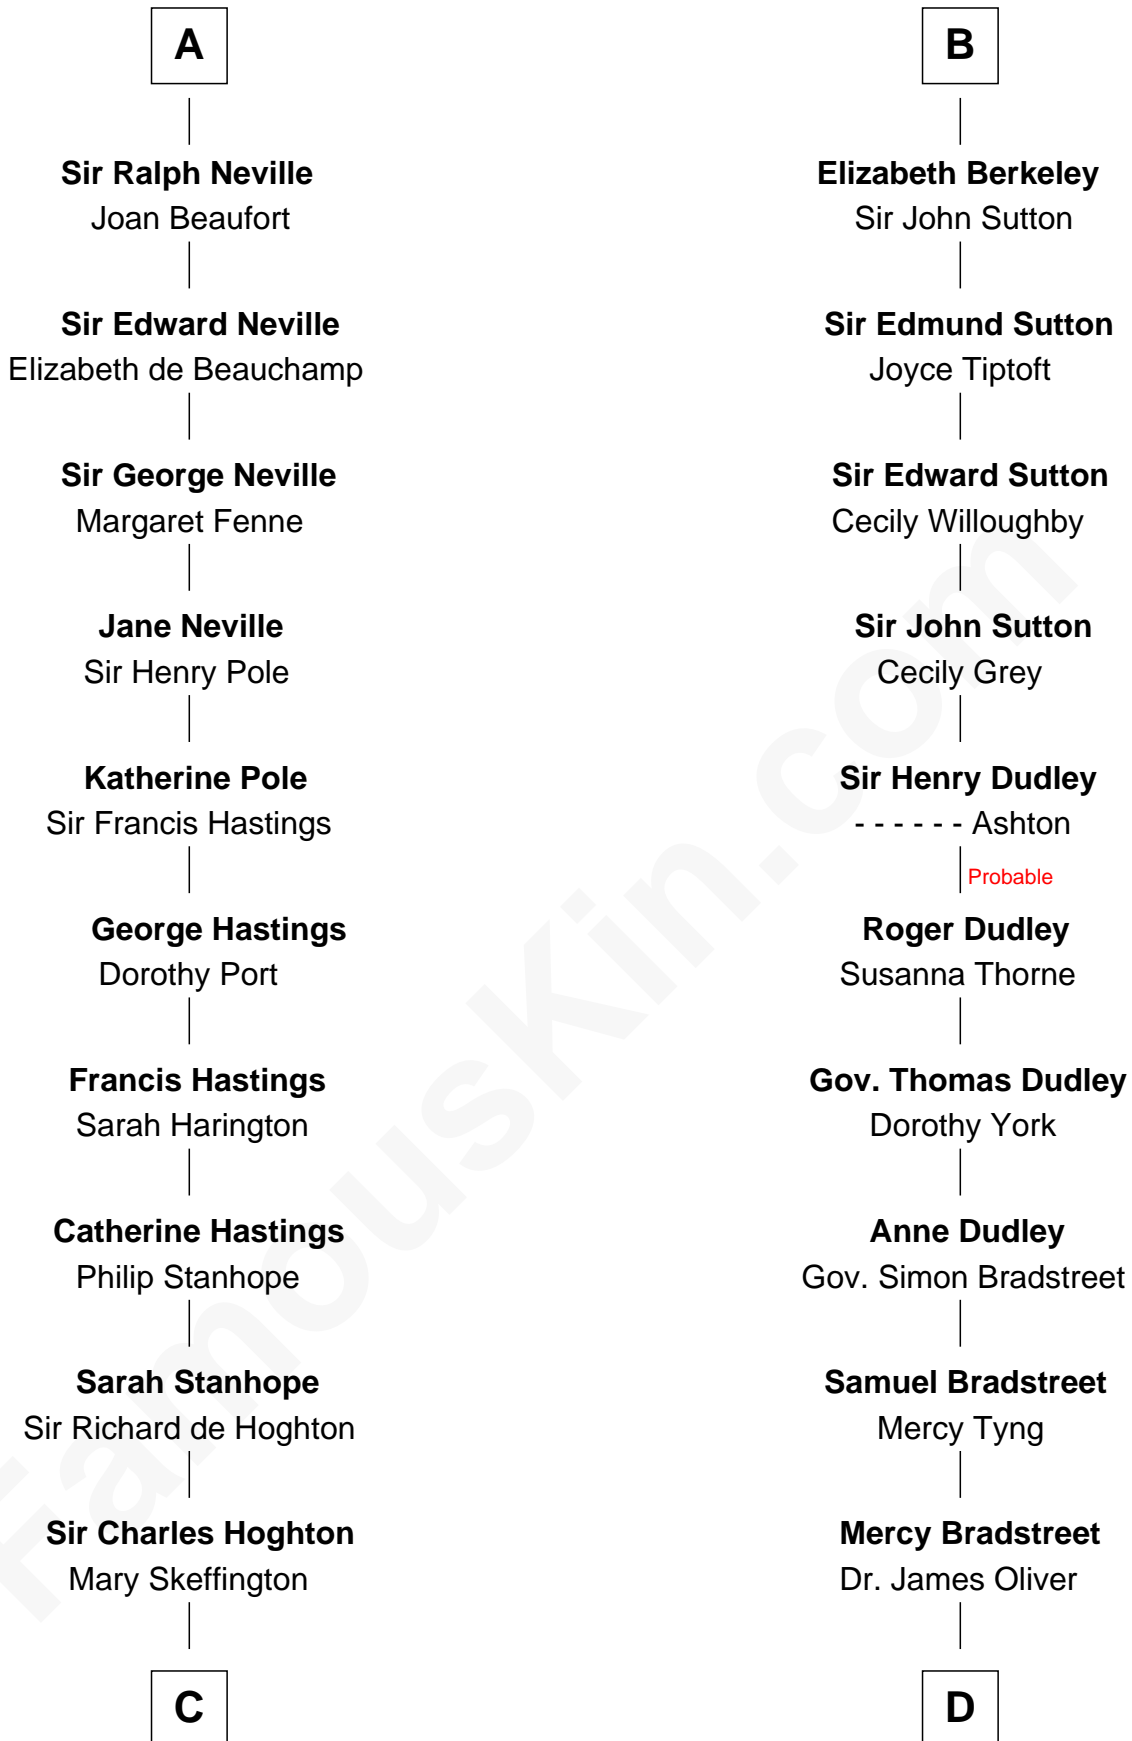 A
Sir Ralph Neville
Joan Beaufort
Sir Edward Neville
Elizabeth de Beauchamp
Sir George Neville
Margaret Fenne
Jane Neville
Sir Henry Pole
Katherine Pole
Sir Francis Hastings
George Hastings
Dorothy Port
Francis Hastings
Sarah Harington
Catherine Hastings
Philip Stanhope
Sarah Stanhope
Sir Richard de Hoghton
Sir Charles Hoghton
Mary Skeffington
C
B
Elizabeth Berkeley
Sir John Sutton
Sir Edmund Sutton
Joyce Tiptoft
Sir Edward Sutton
Cecily Willoughby
Sir John Sutton
Cecily Grey
Sir Henry Dudley
- - - - - - Ashton
Probable
Roger Dudley
Susanna Thorne
Gov. Thomas Dudley
Dorothy York
Anne Dudley
Gov. Simon Bradstreet
Samuel Bradstreet
Mercy Tyng
Mercy Bradstreet
Dr. James Oliver
D
FamousKin.com